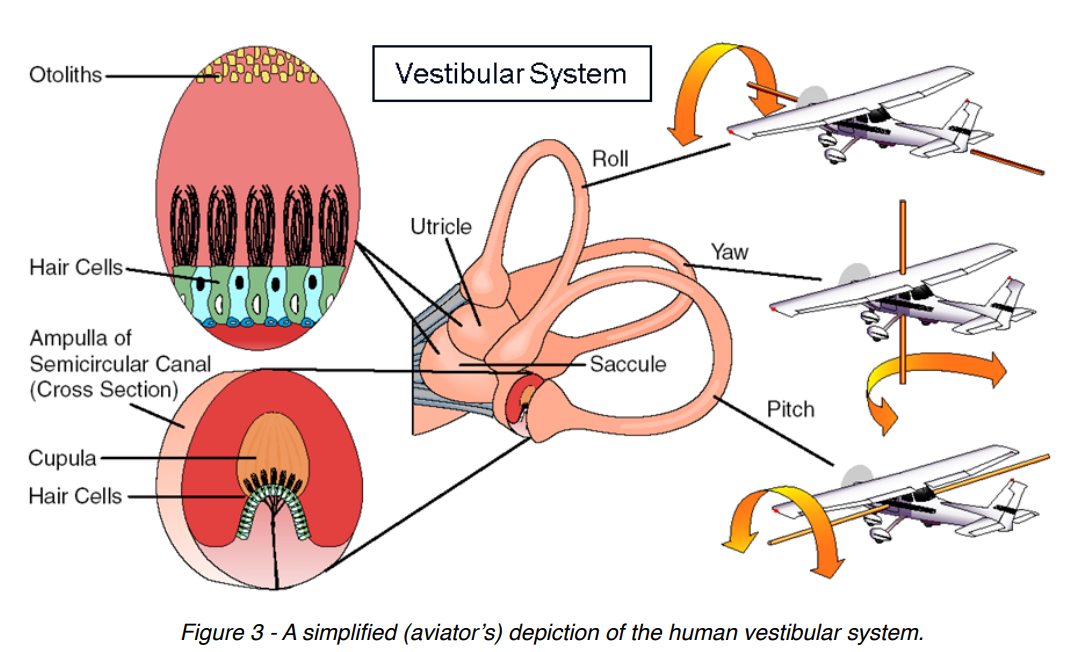 Vestibular System
Otoliths
Hair Cells
Ampulla of
Semicircular Canal
(Cross Section)
Cupula
Hair Cells
Utricle
Saccule
Roll
Yaw
Pitch
Figure 3 - A simplified (aviator’s) depiction of the human vestibular system.